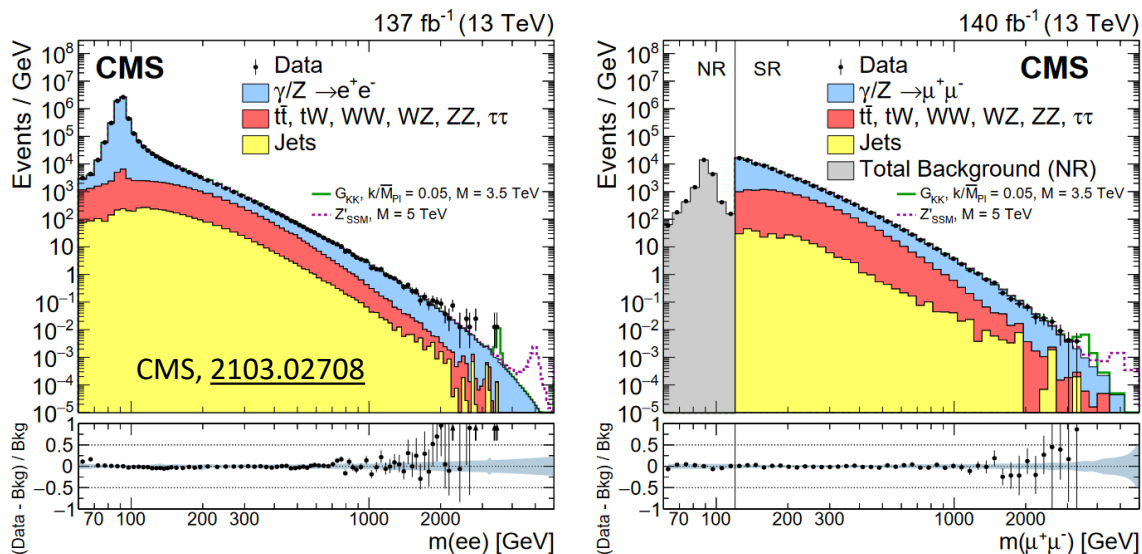 137 fb⁻¹ (13 TeV)
Events / GeV
10⁸
10⁷
10⁶
10⁵
10⁴
10³
10²
10
1
10⁻¹
10⁻²
10⁻³
10⁻⁴
10⁻⁵
CMS
Data
γ/Z → e⁺e⁻
tt̄, tW, WW, WZ, ZZ, ττ
Jets
G_KK, k/M̄_Pl = 0.05, M = 3.5 TeV
Z'_SSM, M = 5 TeV
CMS, 2103.02708
(Data - Bkg) / Bkg
1
0.5
0
−0.5
−1
70 100 200 300 1000 2000
m(ee) [GeV]
140 fb⁻¹ (13 TeV)
Events / GeV
10⁸
10⁷
10⁶
10⁵
10⁴
10³
10²
10
1
10⁻¹
10⁻²
10⁻³
10⁻⁴
10⁻⁵
NR SR
CMS
Data
γ/Z → μ⁺μ⁻
tt̄, tW, WW, WZ, ZZ, ττ
Jets
Total Background (NR)
G_KK, k/M̄_Pl = 0.05, M = 3.5 TeV
Z'_SSM, M = 5 TeV
(Data - Bkg) / Bkg
1
0.5
0
−0.5
−1
70 100 200 300 1000 2000
m(μ⁺μ⁻) [GeV]